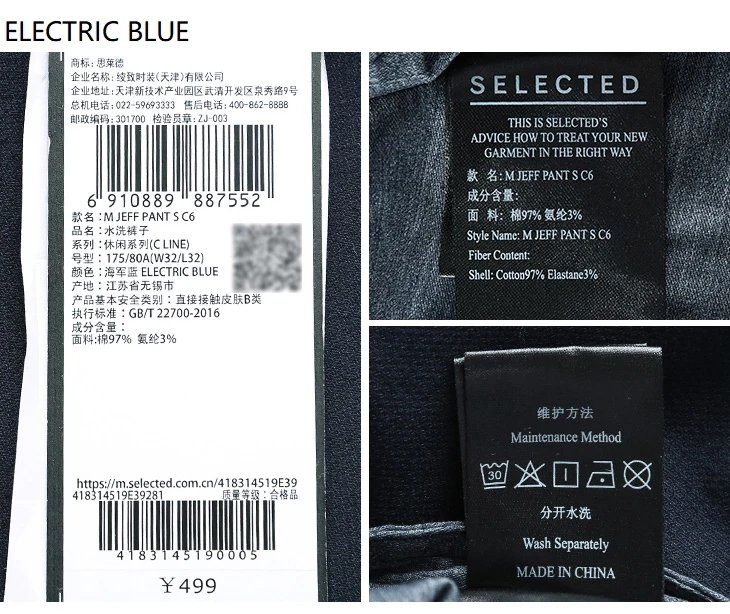 ELECTRIC BLUE
商标: 思莱德
企业名称: 绫致时装(天津)有限公司
企业地址: 天津新技术产业园区武清开发区泉秀路9号
总机电话:022-59693333 售后电话:400-862-8888
邮政编码:301700 检验员章:ZJ-003
6 910889 887552
款名: M JEFF PANT S C6
品名: 水洗裤子
系列: 休闲系列(C LINE)
号型: 175/80A(W32/L32)
颜色: 海军蓝 ELECTRIC BLUE
产地: 江苏省无锡市
产品基本安全类别: 直接接触皮肤B类
执行标准: GB/T 22700-2016
成分含量:
面料:棉97% 氨纶3%
https://m.selected.com.cn/418314519E39
418314519E39281 质量等级: 合格品
4183145190005
￥499
SELECTED
THIS IS SELECTED'S
ADVICE HOW TO TREAT YOUR NEW
GARMENT IN THE RIGHT WAY
款 名: M JEFF PANT S C6
成分含量:
面 料: 棉97% 氨纶3%
Style Name: M JEFF PANT S C6
Fiber Content:
Shell: Cotton97% Elastane3%
维护方法
Maintenance Method
30
分开水洗
Wash Separately
MADE IN CHINA